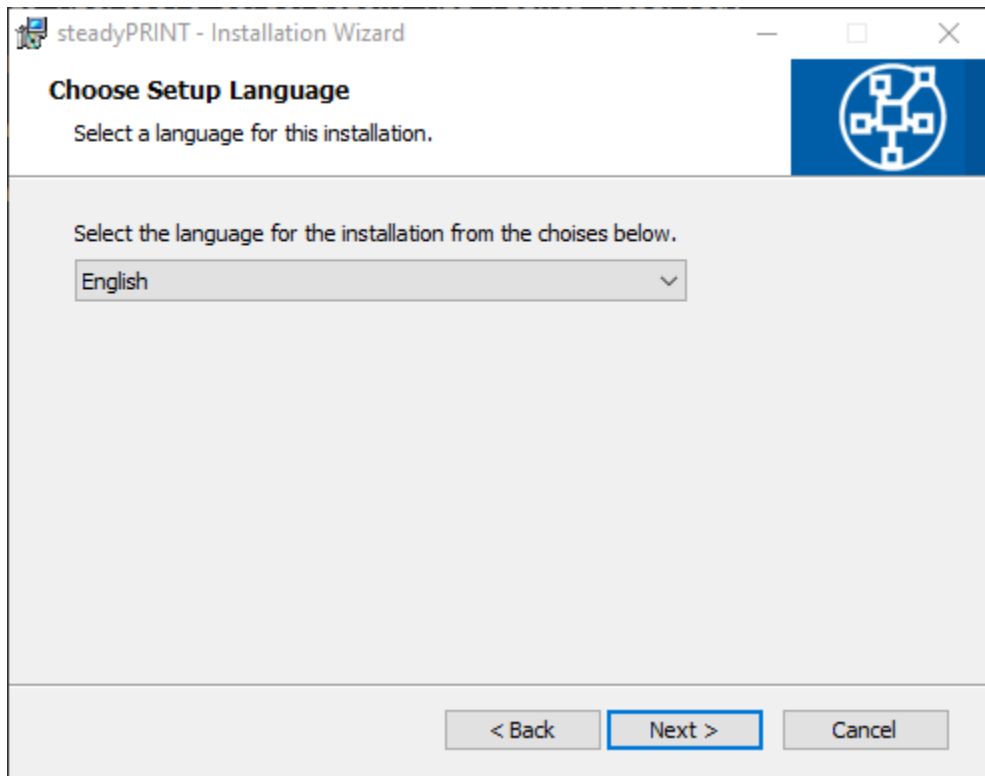 steadyPRINT - Installation Wizard
Choose Setup Language
Select a language for this installation.
Select the language for the installation from the choises below.
English
< Back
Next >
Cancel